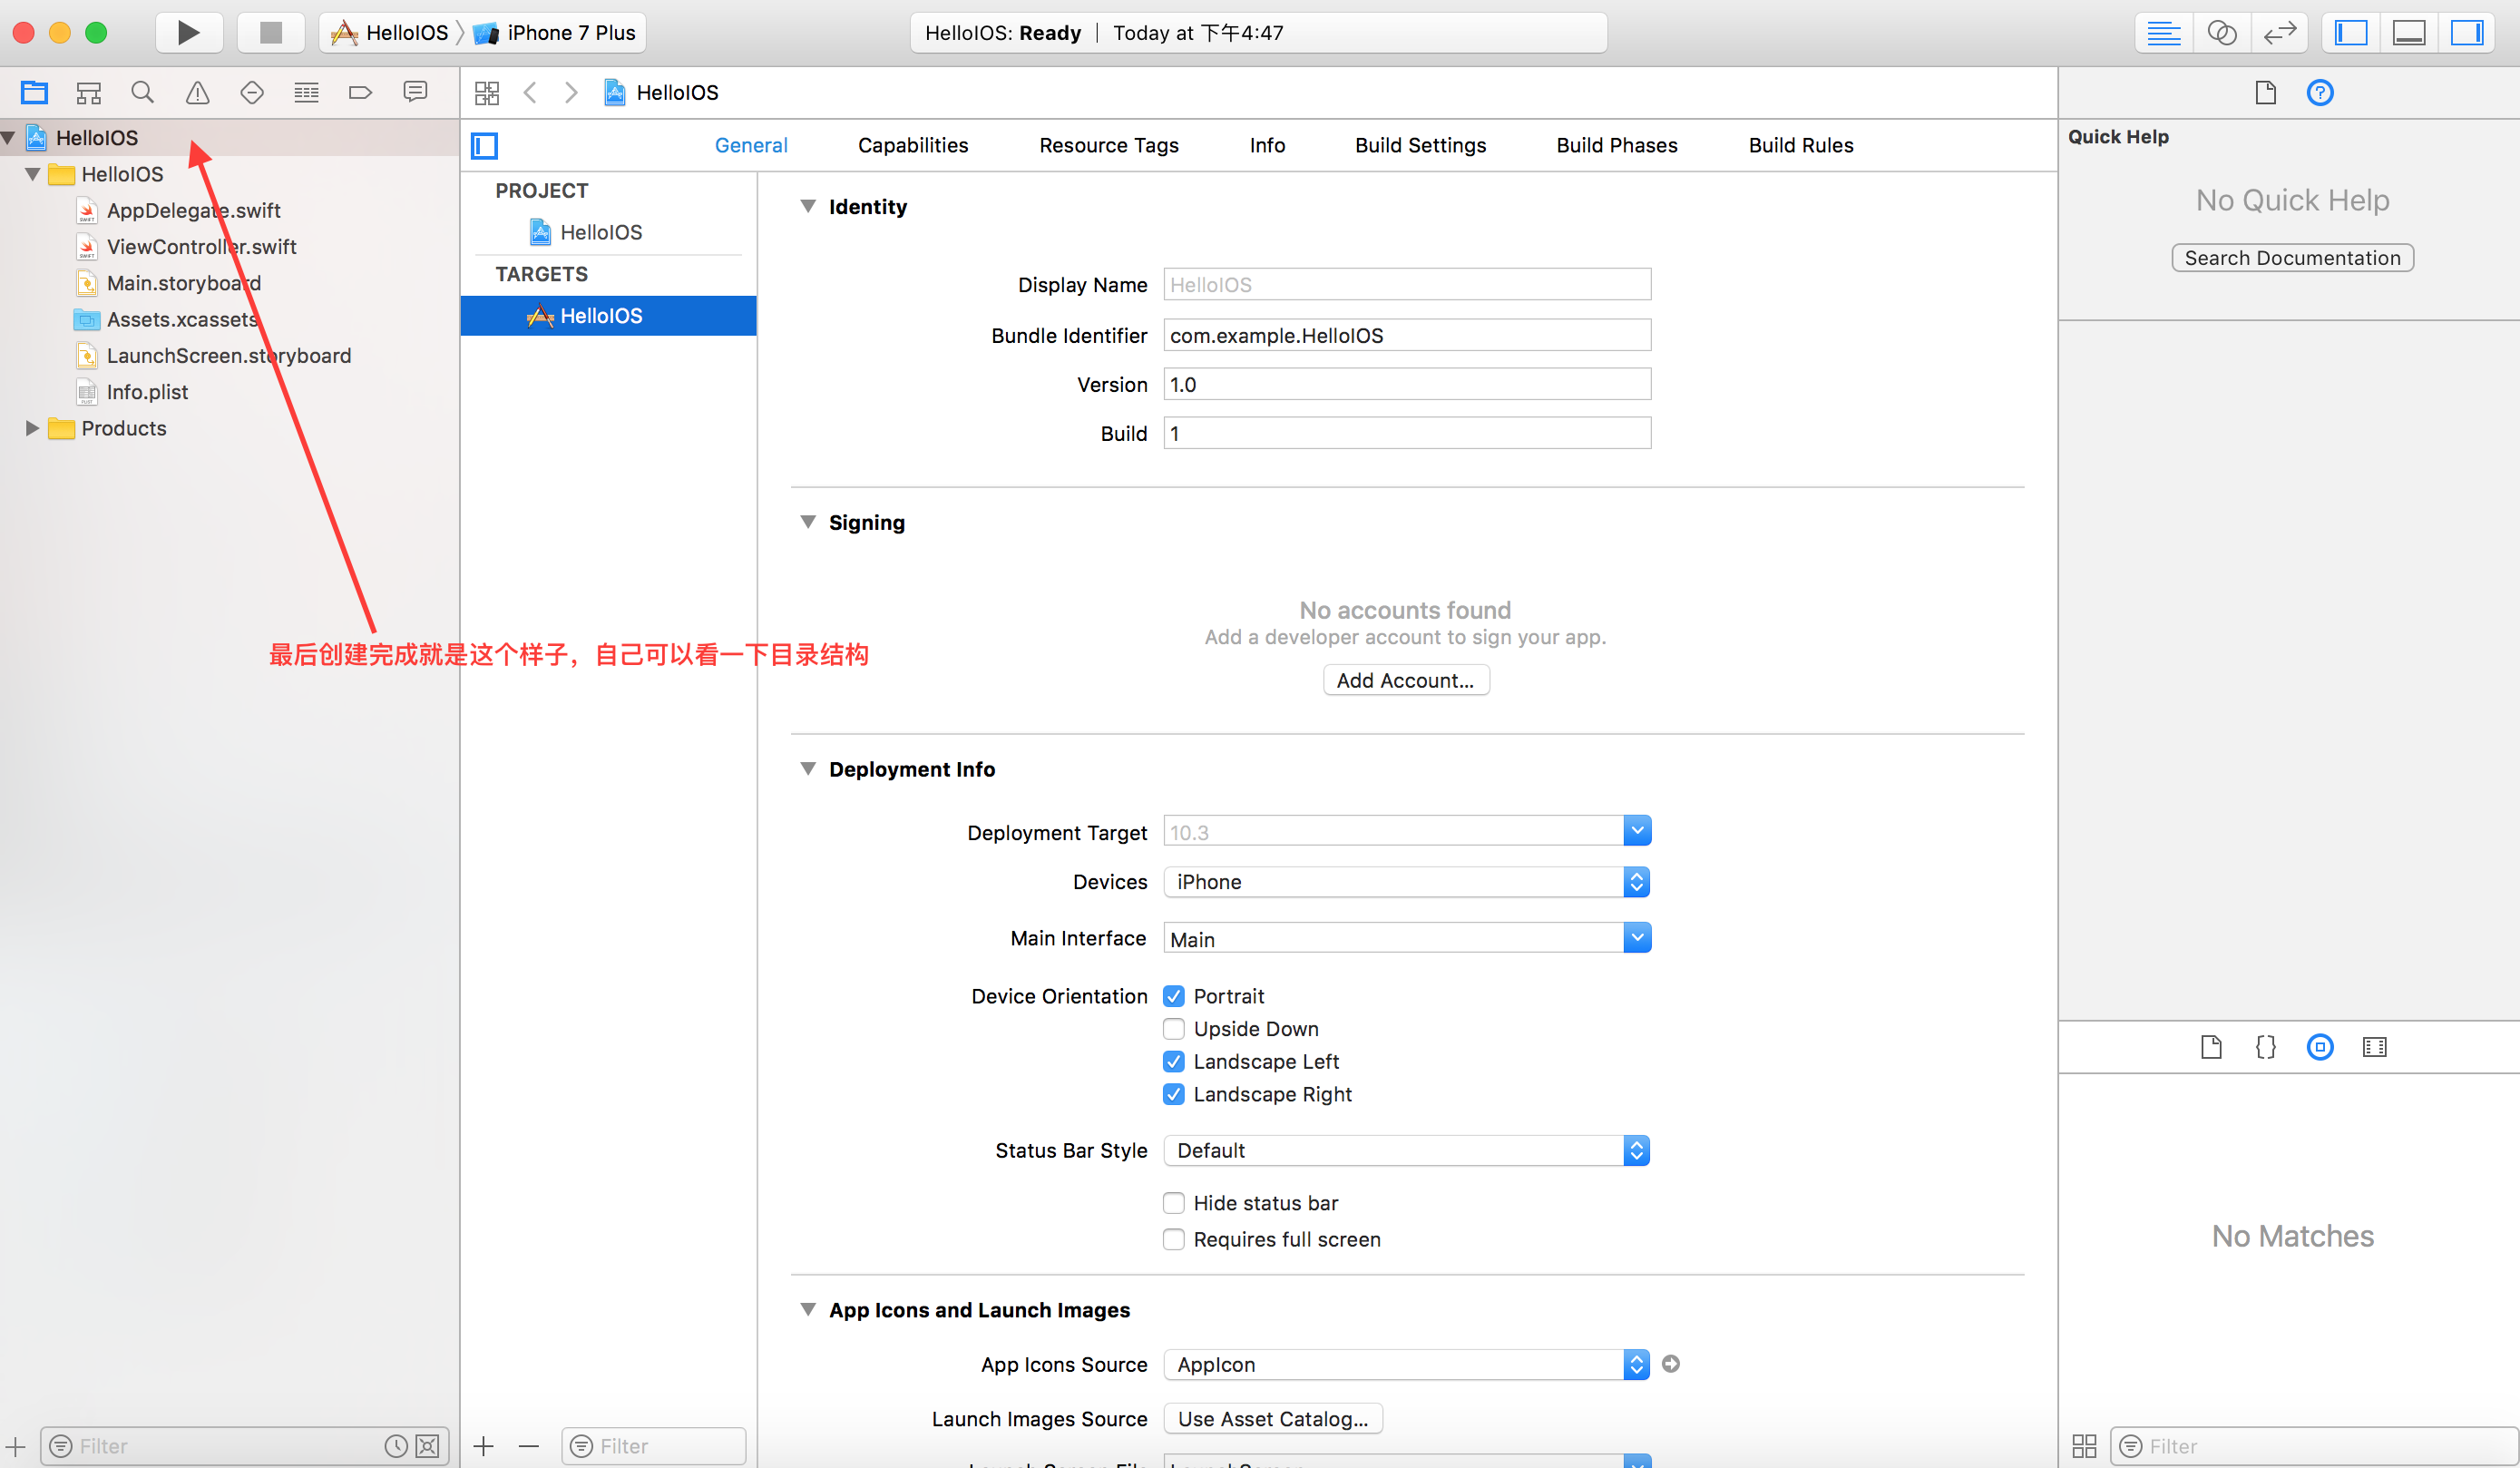 HelloIOS
iPhone 7 Plus
HelloIOS: Ready
Today at 下午4:47
HelloIOS
HelloIOS
AppDelegate.swift
ViewController.swift
Main.storyboard
Assets.xcassets
LaunchScreen.storyboard
Info.plist
Products
最后创建完成就是这个样子，自己可以看一下目录结构
Filter
HelloIOS
General Capabilities Resource Tags Info Build Settings Build Phases Build Rules
PROJECT
HelloIOS
TARGETS
HelloIOS
Filter
Identity
Display Name HelloIOS
Bundle Identifier com.example.HelloIOS
Version 1.0
Build 1
Signing
No accounts found
Add a developer account to sign your app.
Add Account...
Deployment Info
Deployment Target 10.3
Devices iPhone
Main Interface Main
Device Orientation Portrait
Upside Down
Landscape Left
Landscape Right
Status Bar Style Default
Hide status bar
Requires full screen
App Icons and Launch Images
App Icons Source AppIcon
Launch Images Source Use Asset Catalog...
Quick Help
No Quick Help
Search Documentation
No Matches
Filter